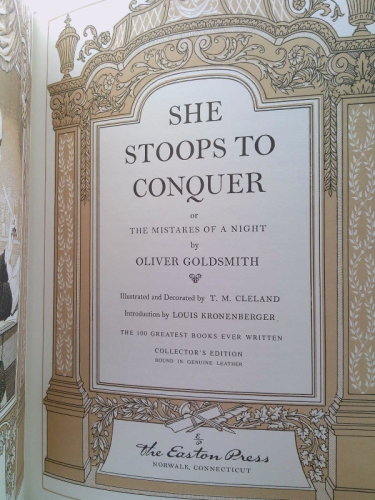 SHE
STOOPS TO
CONQUER
or
THE MISTAKES OF A NIGHT
by
OLIVER GOLDSMITH
Illustrated and Decorated by T. M. CLELAND
Introduction by LOUIS KRONENBERGER
THE 100 GREATEST BOOKS EVER WRITTEN
COLLECTOR'S EDITION
BOUND IN GENUINE LEATHER
The Easton Press
NORWALK, CONNECTICUT